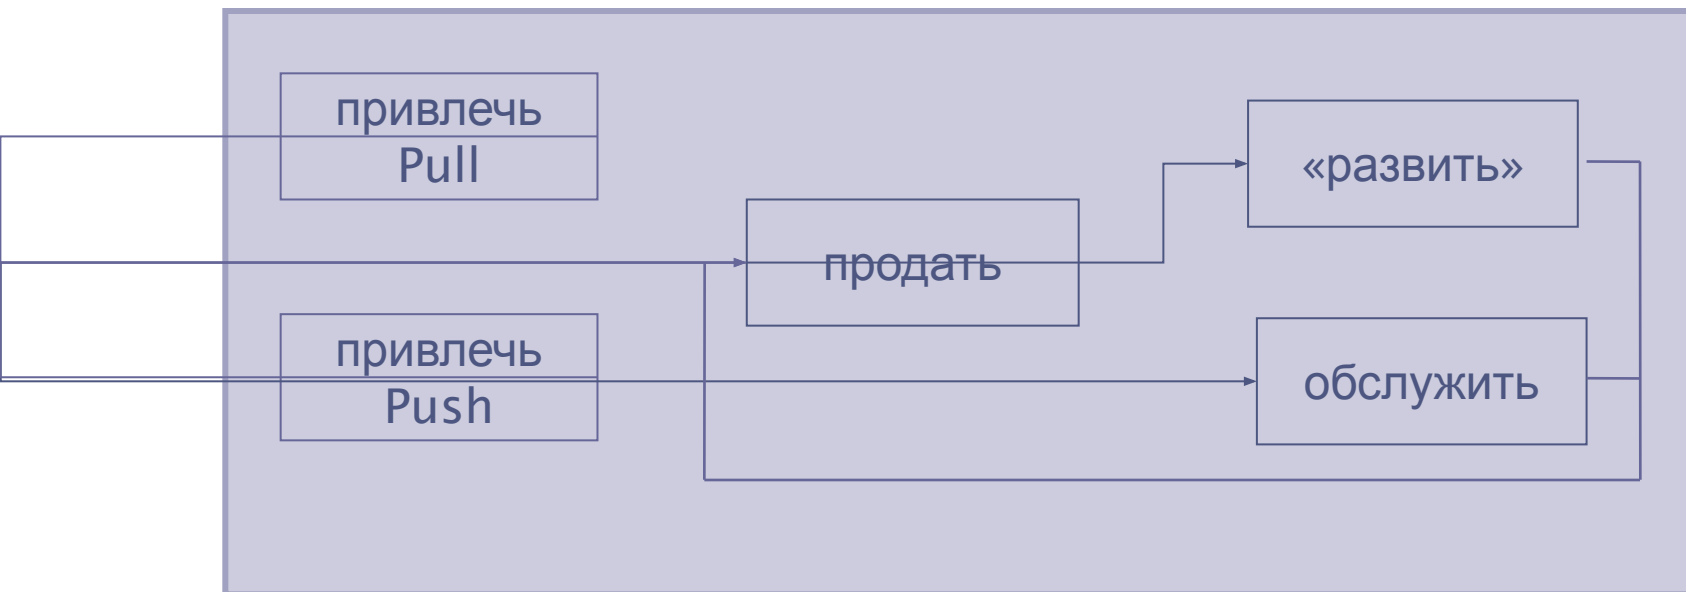 привлечь
Pull
продать
«развить»
привлечь
Push
обслужить